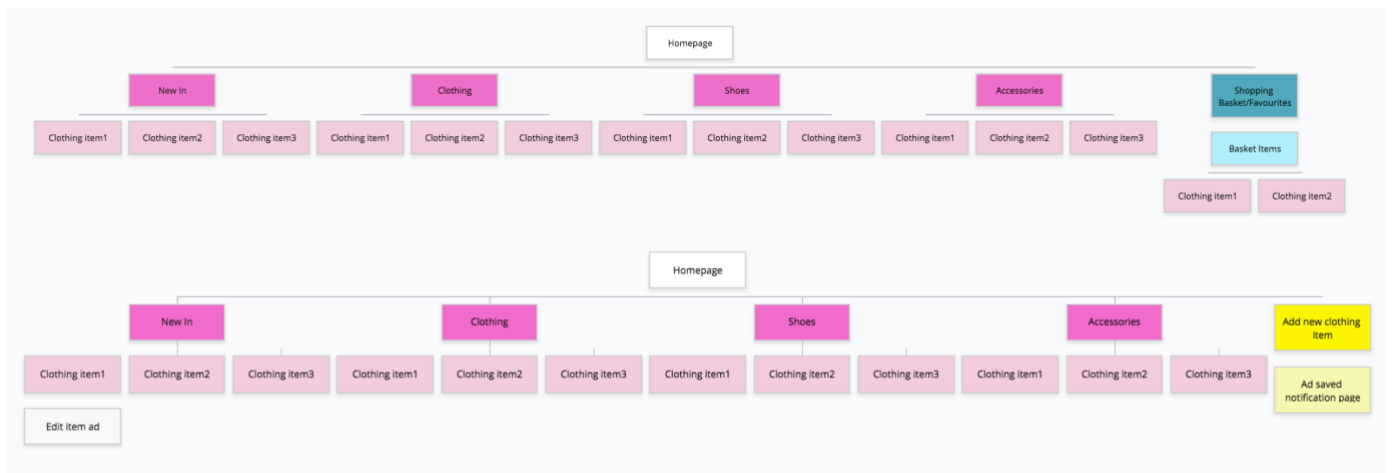 Homepage
New In
Clothing
Shoes
Accessories
Shopping
Basket/Favourites
Clothing item1
Clothing item2
Clothing item3
Clothing item1
Clothing item2
Clothing item3
Clothing item1
Clothing item2
Clothing item3
Clothing item1
Clothing item2
Clothing item3
Basket Items
Clothing item1
Clothing item2
Homepage
New In
Clothing
Shoes
Accessories
Add new clothing
item
Clothing item1
Clothing item2
Clothing item3
Clothing item1
Clothing item2
Clothing item3
Clothing item1
Clothing item2
Clothing item3
Clothing item1
Clothing item2
Clothing item3
Ad saved
notification page
Edit item ad